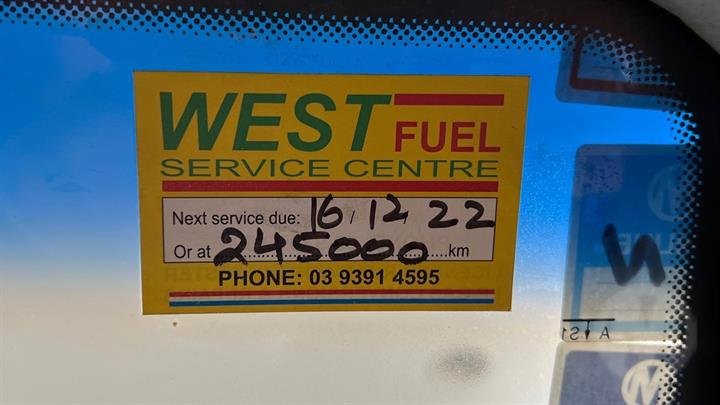 WEST FUEL
SERVICE CENTRE
Next service due: 16/12/22
Or at 245000 km
PHONE: 03 9391 4595